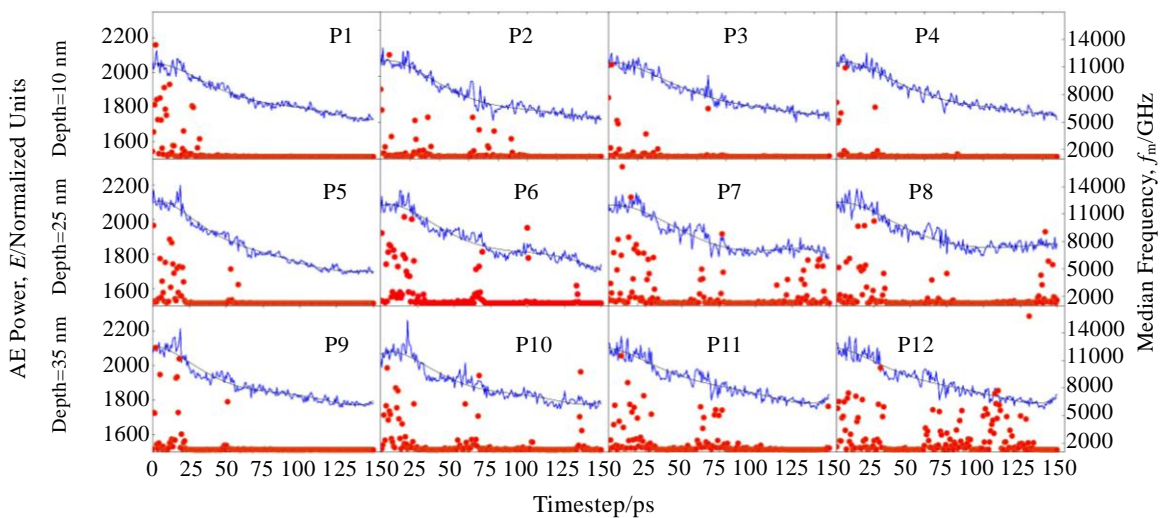 AE Power, E/Normalized Units
Depth=10 nm
Depth=25 nm
Depth=35 nm
2200
2000
1800
1600
2200
2000
1800
1600
2200
2000
1800
1600
P1 P2 P3 P4
P5 P6 P7 P8
P9 P10 P11 P12
14000
11000
8000
5000
2000
14000
11000
8000
5000
2000
14000
11000
8000
5000
2000
Median Frequency, fm/GHz
0 25 50 75 100 125 150 25 50 75 100 125 150 25 50 75 100 125 150 25 50 75 100 125 150
Timestep/ps